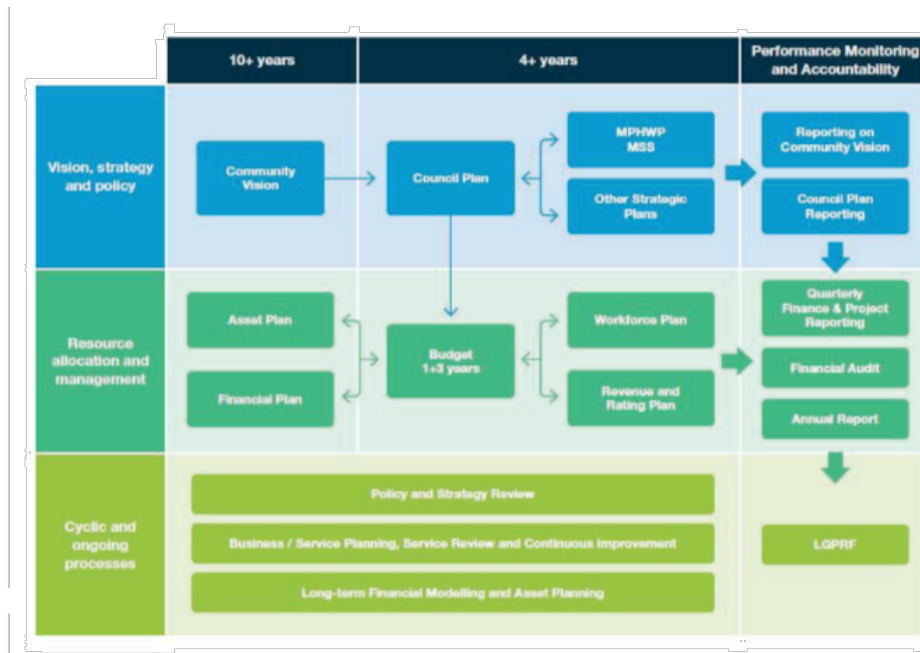 10+ years
4+ years
Performance Monitoring
and Accountability
Vision, strategy
and policy
Community
Vision
Council Plan
MPHWP
MSS
Other Strategic
Plans
Reporting on
Community Vision
Council Plan
Reporting
Resource
allocation and
management
Asset Plan
Financial Plan
Budget
1+3 years
Workforce Plan
Revenue and
Rating Plan
Quarterly
Finance & Project
Reporting
Financial Audit
Annual Report
Cyclic and
ongoing
processes
Policy and Strategy Review
Business / Service Planning, Service Review and Continuous Improvement
Long-term Financial Modelling and Asset Planning
LGPRF